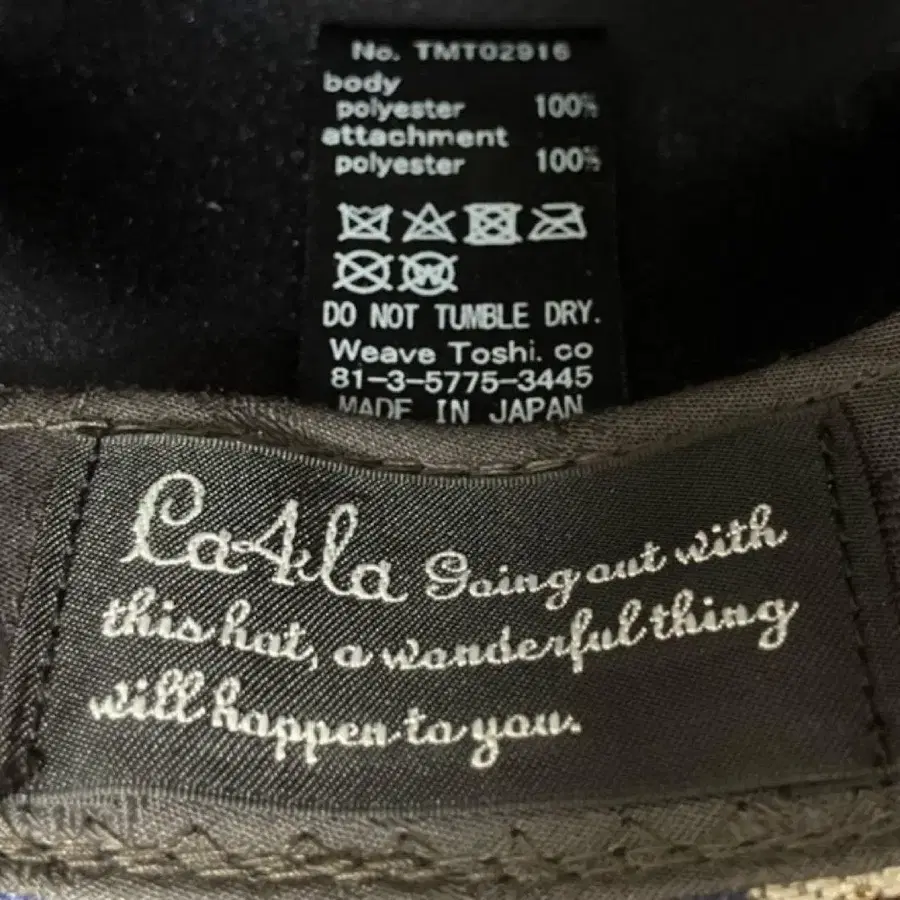 No. TMT02916
body
polyester 100%
attachment
polyester 100%
W
DO NOT TUMBLE DRY.
Weave Toshi. co
81-3-5775-3445
MADE IN JAPAN
Ca4la Going out with
this hat, a wonderful thing
will happen to you.